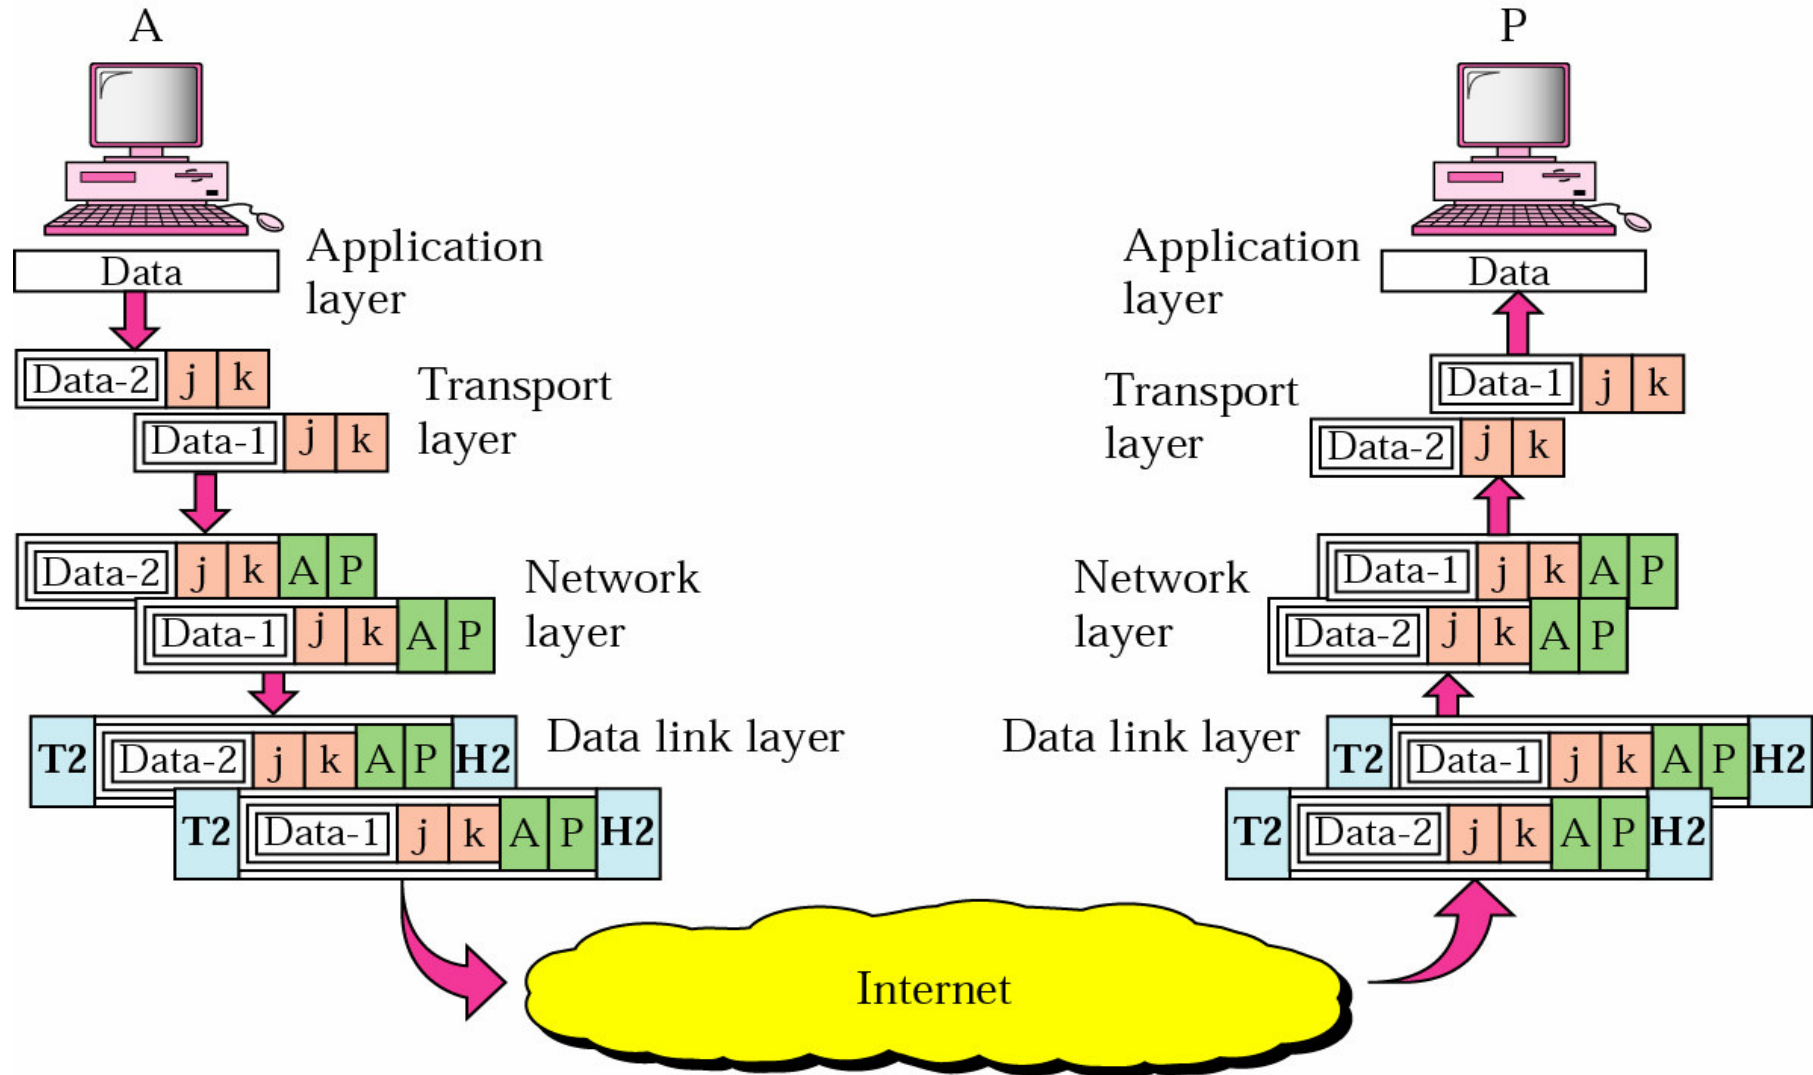 A
Data
Application
layer
Data-2 j k
Data-1 j k
Transport
layer
Data-2 j k A P
Data-1 j k A P
Network
layer
T2 Data-2 j k A P H2
T2 Data-1 j k A P H2
Data link layer
Internet
P
Application
layer
Data
Transport
layer
Data-1 j k
Data-2 j k
Network
layer
Data-1 j k A P
Data-2 j k A P
Data link layer
T2 Data-1 j k A P H2
T2 Data-2 j k A P H2